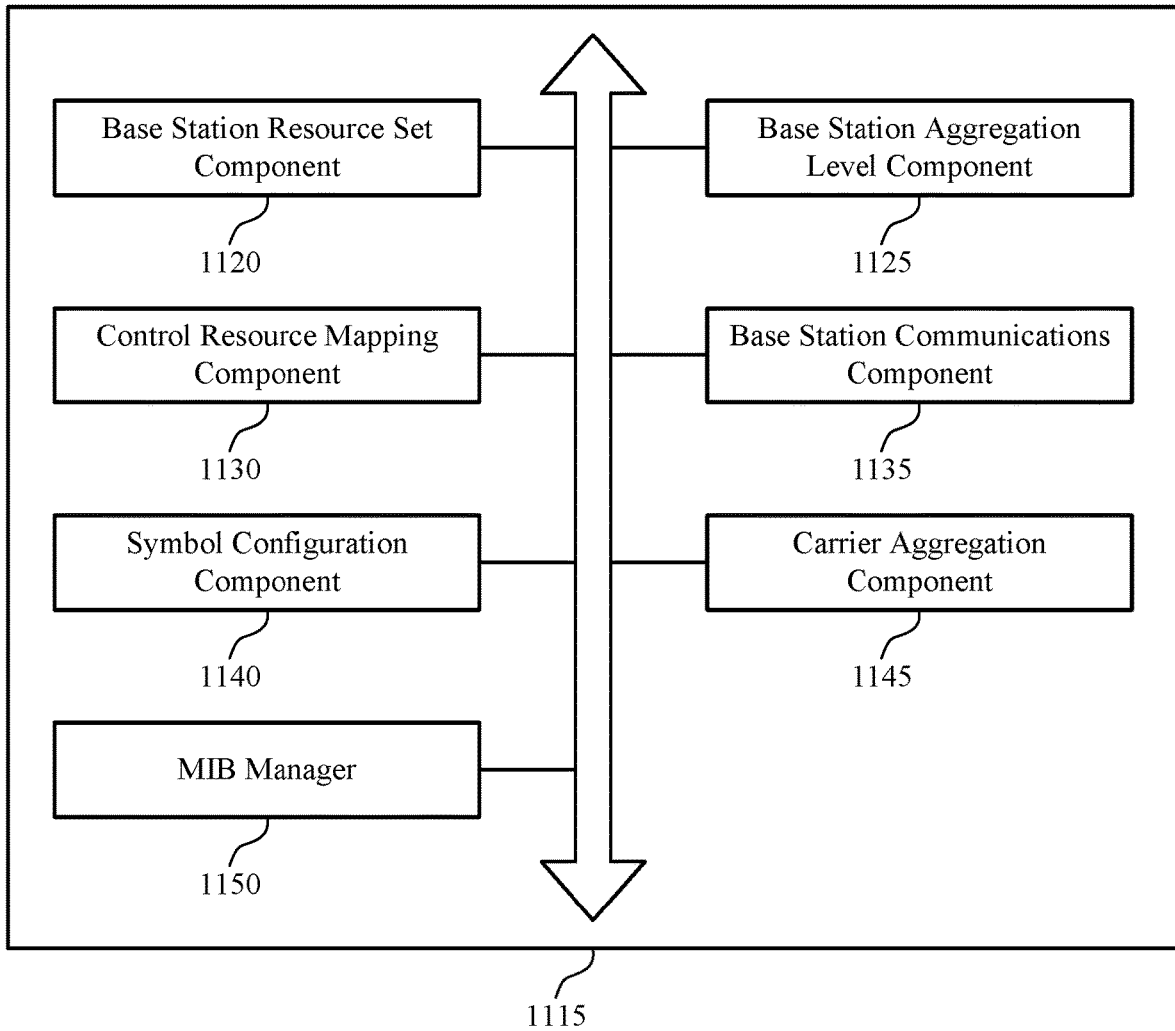 Base Station Resource Set
Component
1120
Base Station Aggregation
Level Component
1125
Control Resource Mapping
Component
1130
Base Station Communications
Component
1135
Symbol Configuration
Component
1140
Carrier Aggregation
Component
1145
MIB Manager
1150
1115